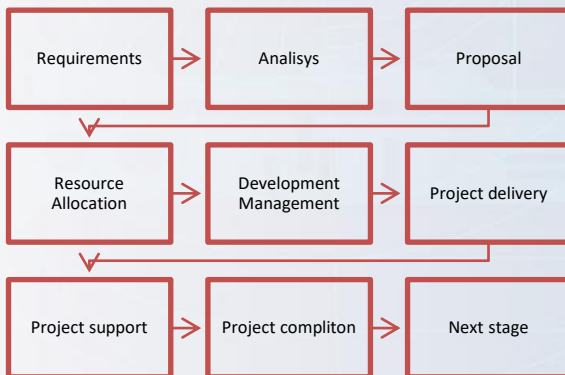 Requirements
Analisys
Proposal
Resource
Allocation
Development
Management
Project delivery
Project support
Project compliton
Next stage